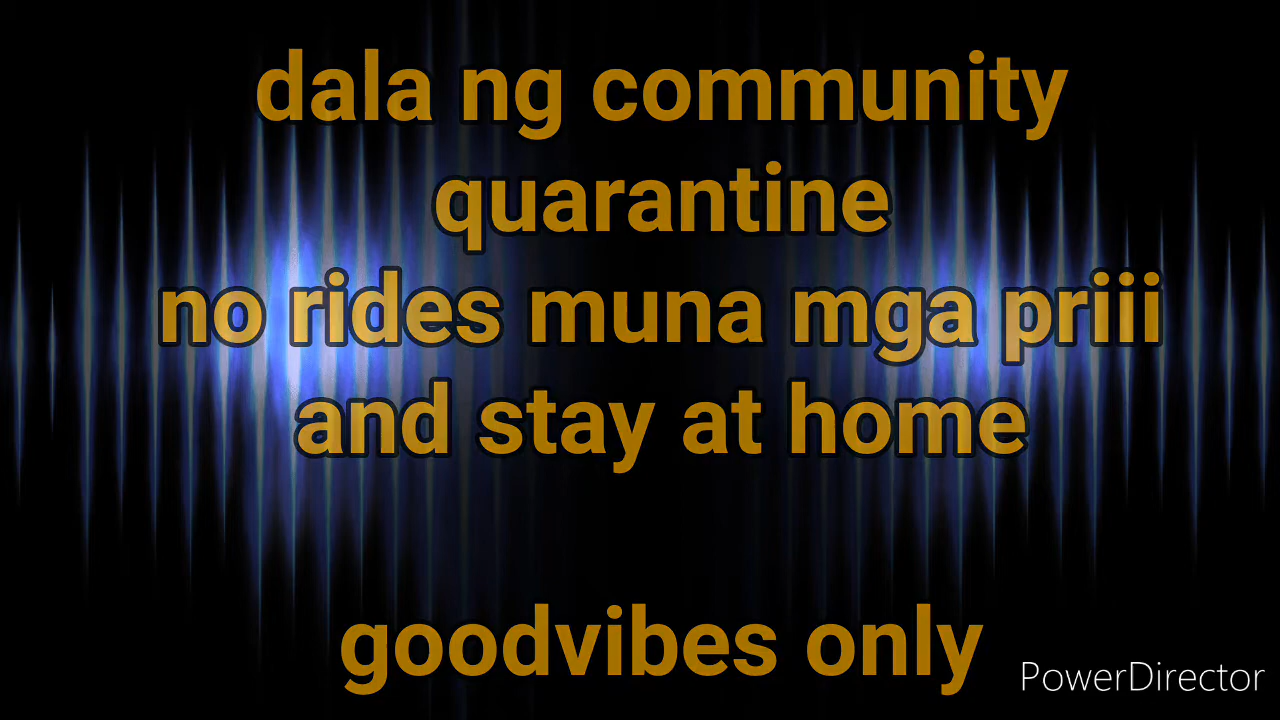 dala ng community
quarantine
no rides muna mga priii
and stay at home
goodvibes only
PowerDirector